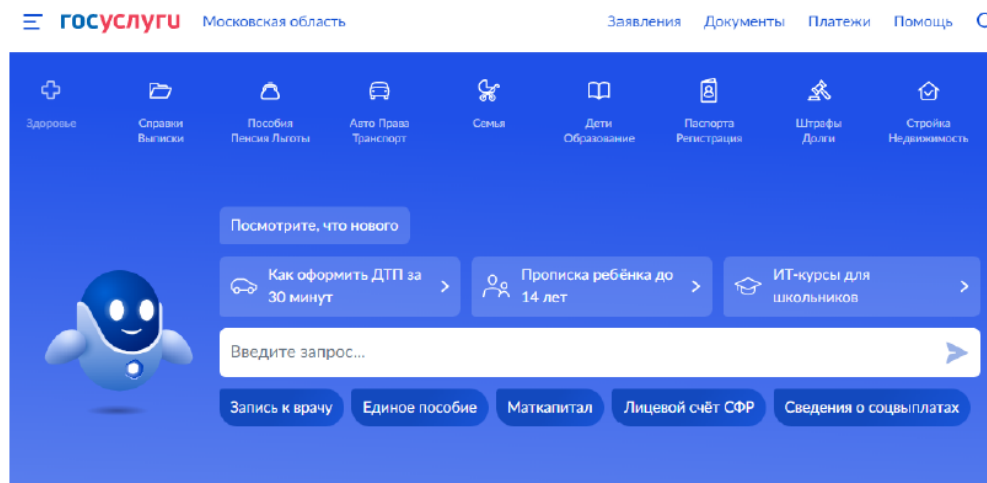 госуслуги Московская область Заявления Документы Платежи Помощь
Здоровье
Справки
Выписки
Пособия
Пенсия Льготы
Авто Права
Транспорт
Семья
Дети
Образование
Паспорта
Регистрация
Штрафы
Долги
Стройка
Недвижимость
Посмотрите, что нового
Как оформить ДТП за
30 минут
Прописка ребёнка до
14 лет
ИТ-курсы для
школьников
Введите запрос...
Запись к врачу
Единое пособие
Маткапитал
Лицевой счёт СФР
Сведения о соцвыплатах